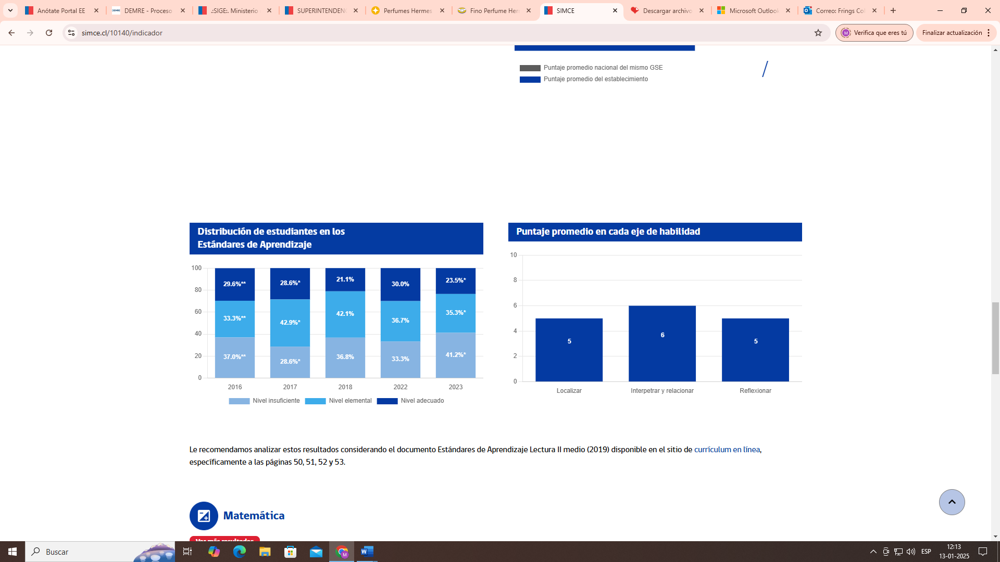 Anótate Portal EE
DEMRE - Proceso
.:SIGE:. Ministerio
SUPERINTENDEN
Perfumes Hermes
Fino Perfume Her
SIMCE
Descargar archivo
Microsoft Outlook
Correo: Frings Co
simce.cl/10140/indicador
M
Verifica que eres tú
Finalizar actualización
Puntaje promedio nacional del mismo GSE
Puntaje promedio del establecimiento
Distribución de estudiantes en los
Estándares de Aprendizaje
100
80
60
40
20
0
29.6%**
28.6%*
21.1%
30.0%
23.5%*
33.3%**
42.9%*
42.1%
36.7%
35.3%*
37.0%**
28.6%*
36.8%
33.3%
41.2%*
2016
2017
2018
2022
2023
Nivel insuficiente
Nivel elemental
Nivel adecuado
Puntaje promedio en cada eje de habilidad
10
8
6
4
2
0
5
6
5
Localizar
Interpetrar y relacionar
Reflexionar
Le recomendamos analizar estos resultados considerando el documento Estándares de Aprendizaje Lectura II medio (2019) disponible en el sitio de currículum en línea,
específicamente a las páginas 50, 51, 52 y 53.
Matemática
Ver más resultados
Buscar
ESP
12:13
13-01-2025